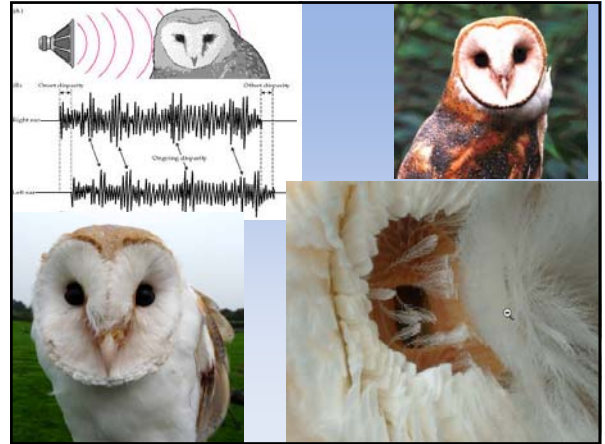 (A)
(B)
Onset disparity
Offset disparity
Right ear
Ongoing disparity
Left ear